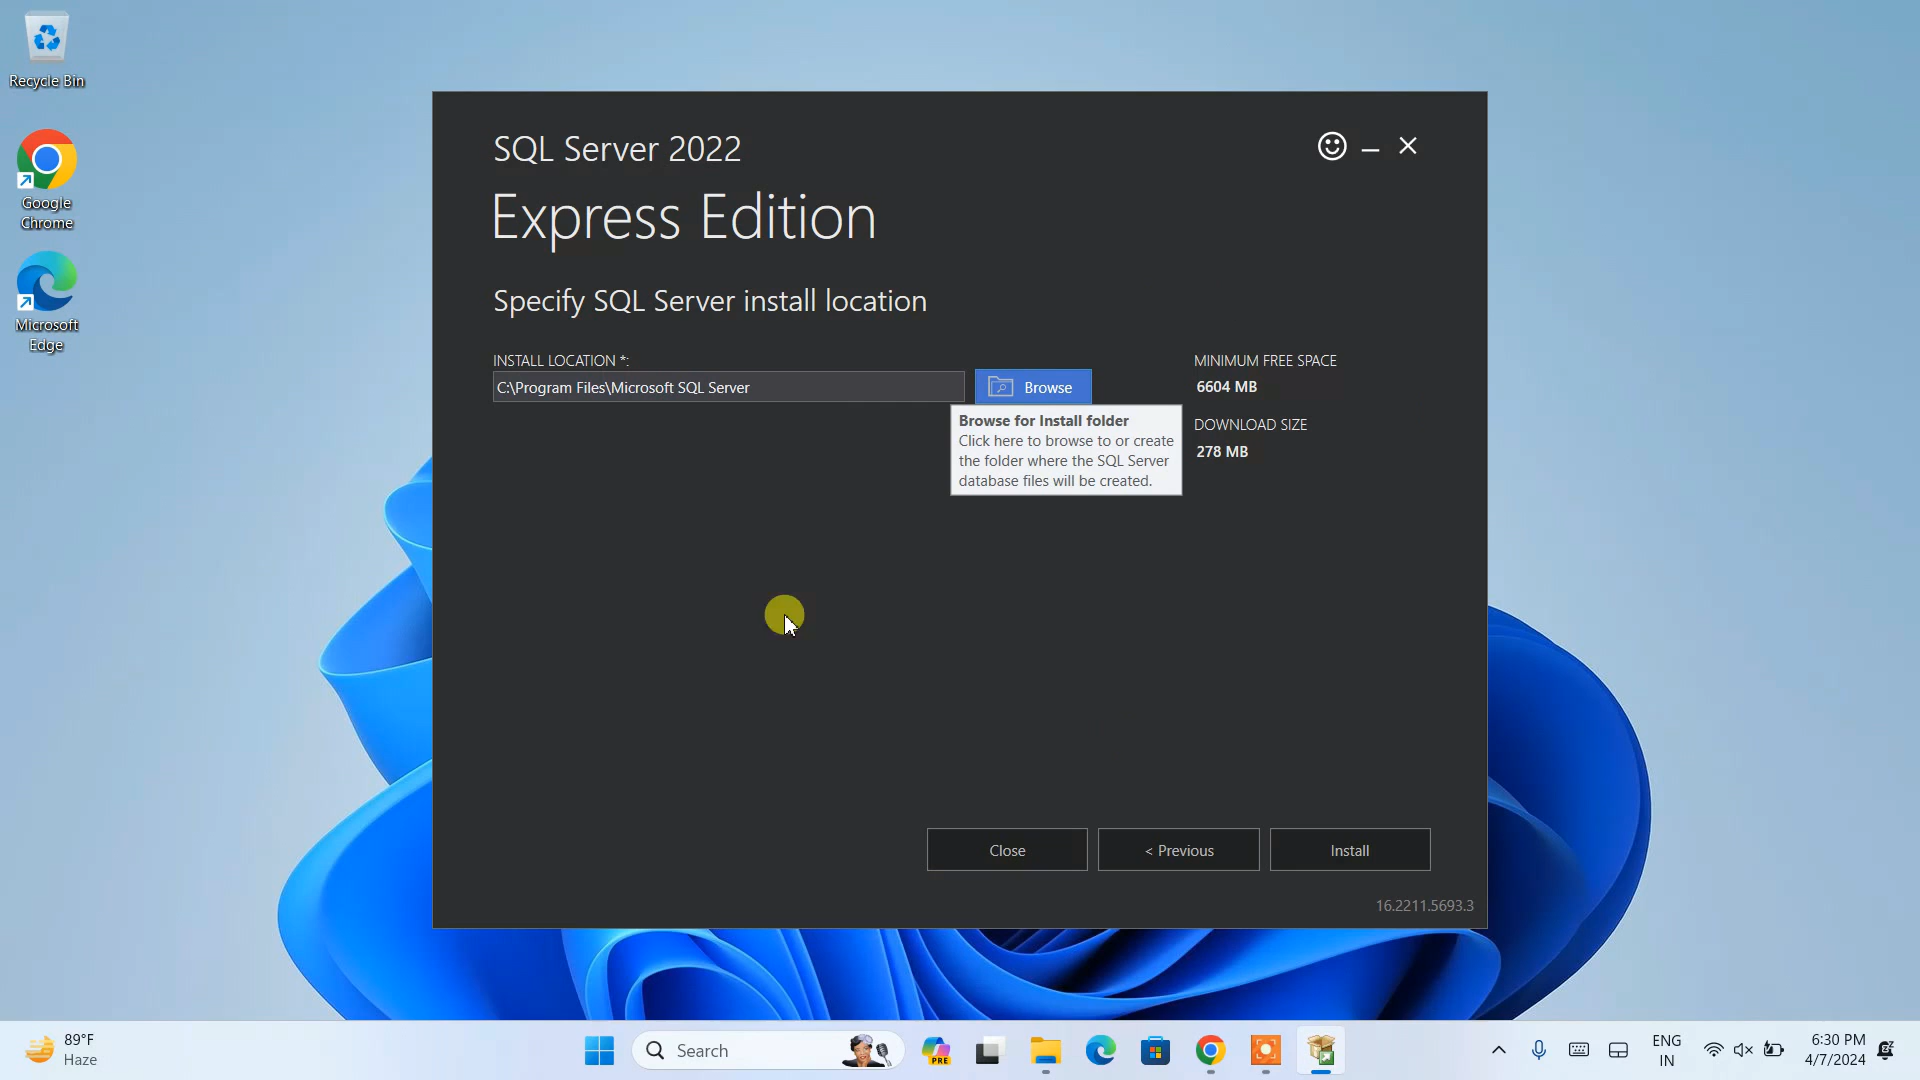 Recycle Bin
Google
Chrome
Microsoft
Edge
SQL Server 2022
Express Edition
Specify SQL Server install location
INSTALL LOCATION *:
C:\Program Files\Microsoft SQL Server
Browse
Browse for Install folder
Click here to browse to or create
the folder where the SQL Server
database files will be created.
MINIMUM FREE SPACE
6604 MB
DOWNLOAD SIZE
278 MB
Close
< Previous
Install
16.2211.5693.3
89°F
Haze
Search
PRE
ENG
IN
6:30 PM
4/7/2024